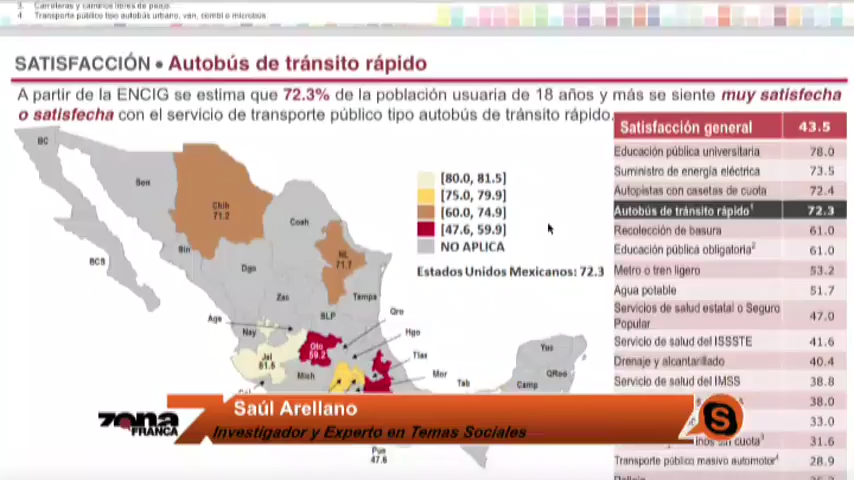 3. Carreteras y caminos libres de peaje.
4 Transporte público tipo autobús urbano, van, combi o microbús.
SATISFACCIÓN • Autobús de tránsito rápido
A partir de la ENCIG se estima que 72.3% de la población usuaria de 18 años y más se siente muy satisfecha
o satisfecha con el servicio de transporte público tipo autobús de tránsito rápido.
BC
Son
Chih
71.2
Coah
BCS
Sin
Dgo
NL
71.7
Zac
Tamps
SLP
Ags
Nay
Qro
Hgo
Tlax
Mor
Jal
81.5
Gto
59.2
Mich
Tab
Camp
Yuc
QRoo
Pue
47.6
[80.0, 81.5]
[75.0, 79.9]
[60.0, 74.9]
[47.6, 59.9]
NO APLICA
Estados Unidos Mexicanos: 72.3
Satisfacción general 43.5
Educación pública universitaria 78.0
Suministro de energía eléctrica 73.5
Autopistas con casetas de cuota 72.4
Autobús de tránsito rápido¹ 72.3
Recolección de basura 61.0
Educación pública obligatoria² 61.0
Metro o tren ligero 53.2
Agua potable 51.7
Servicios de salud estatal o Seguro
Popular 47.0
Servicio de salud del ISSSTE 41.6
Drenaje y alcantarillado 40.4
Servicio de salud del IMSS 38.8
38.0
33.0
inos sin cuota³ 31.6
Transporte público masivo automotor⁴ 28.9
Policía
zona
FRANCA
Saúl Arellano
Investigador y Experto en Temas Sociales
S